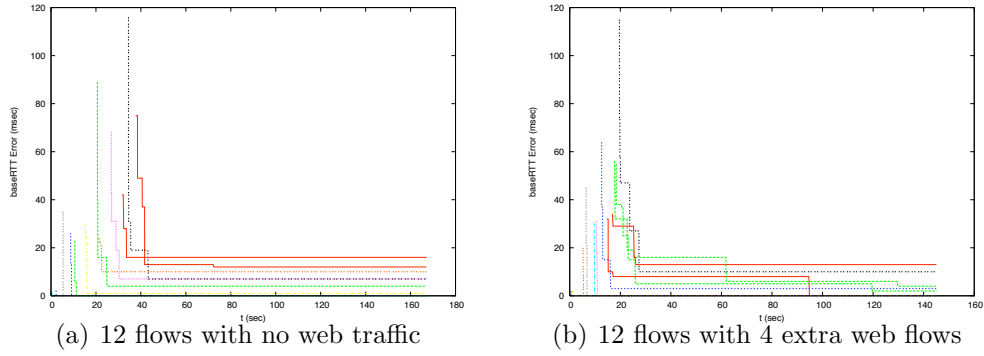 120
100
80
60
40
20
0
baseRTT Error (msec)
0 20 40 60 80 100 120 140 160 180
t (sec)
(a) 12 flows with no web traffic
120
100
80
60
40
20
0
baseRTT Error (msec)
0 20 40 60 80 100 120 140 160
t (sec)
(b) 12 flows with 4 extra web flows